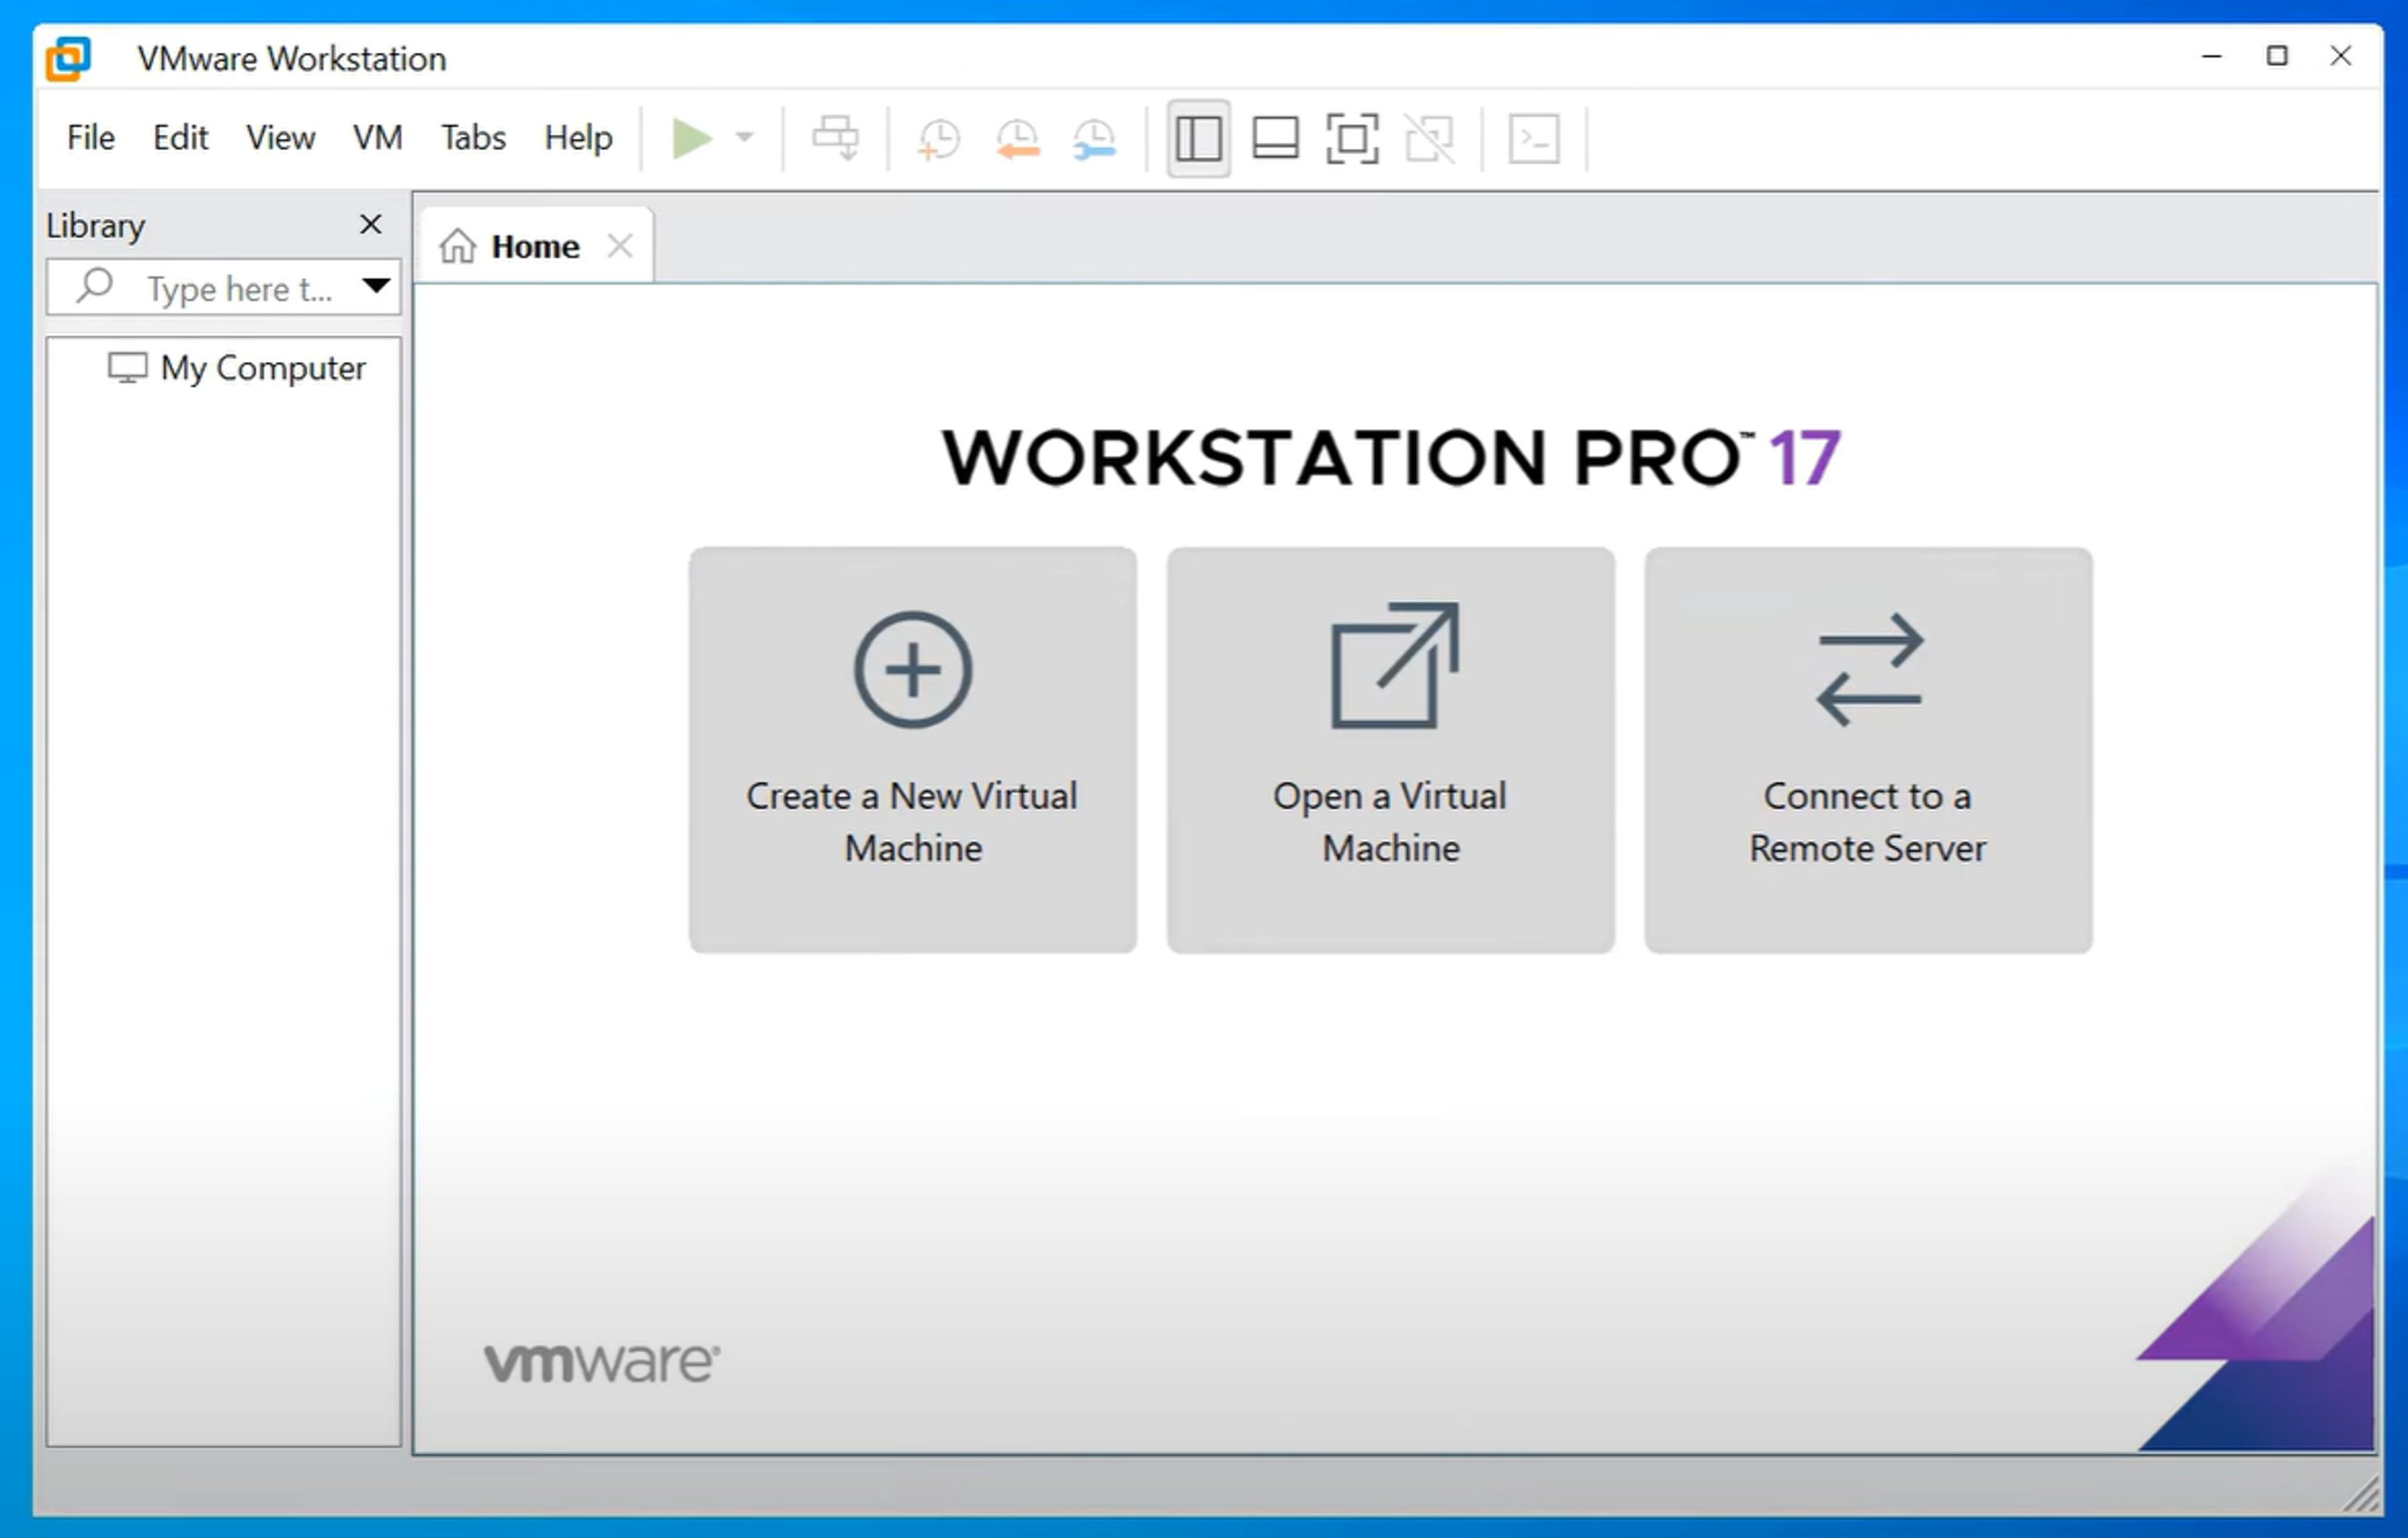 VMware Workstation
File Edit View VM Tabs Help
Library
Type here t...
My Computer
Home
WORKSTATION PRO™ 17
Create a New Virtual
Machine
Open a Virtual
Machine
Connect to a
Remote Server
vmware®